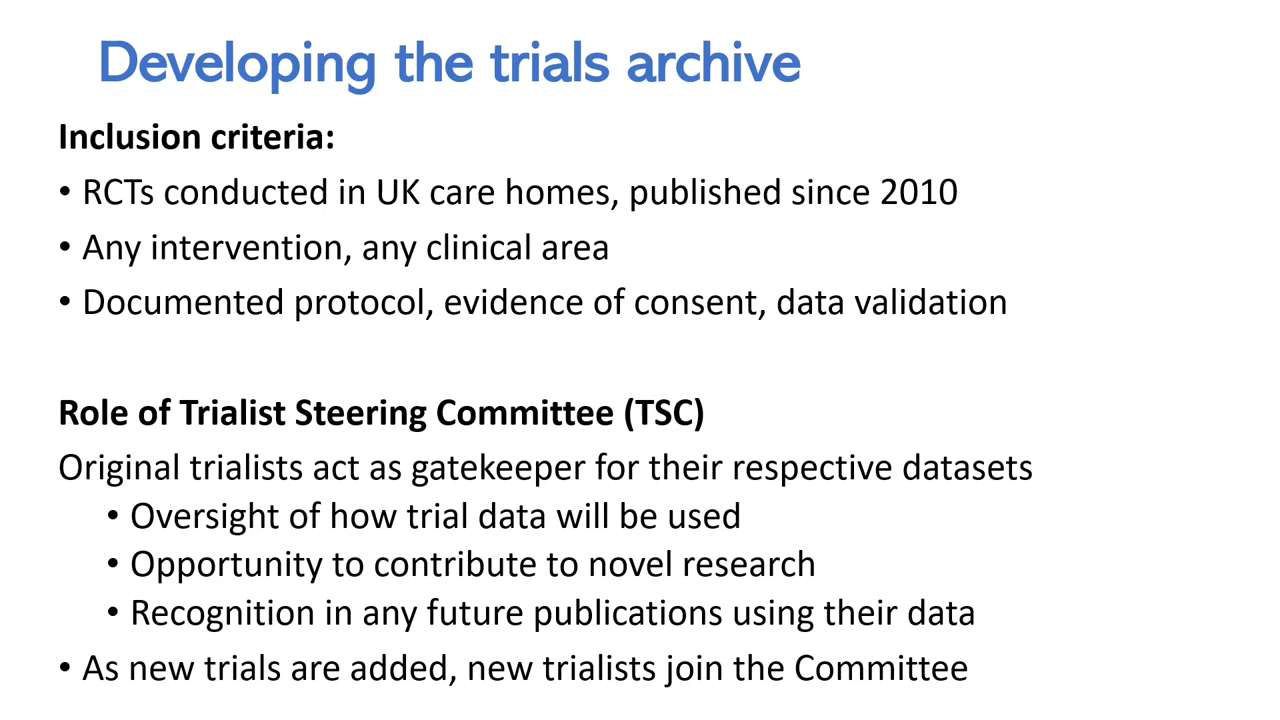 Developing the trials archive
Inclusion criteria:
• RCTs conducted in UK care homes, published since 2010
• Any intervention, any clinical area
• Documented protocol, evidence of consent, data validation
Role of Trialist Steering Committee (TSC)
Original trialists act as gatekeeper for their respective datasets
• Oversight of how trial data will be used
• Opportunity to contribute to novel research
• Recognition in any future publications using their data
• As new trials are added, new trialists join the Committee